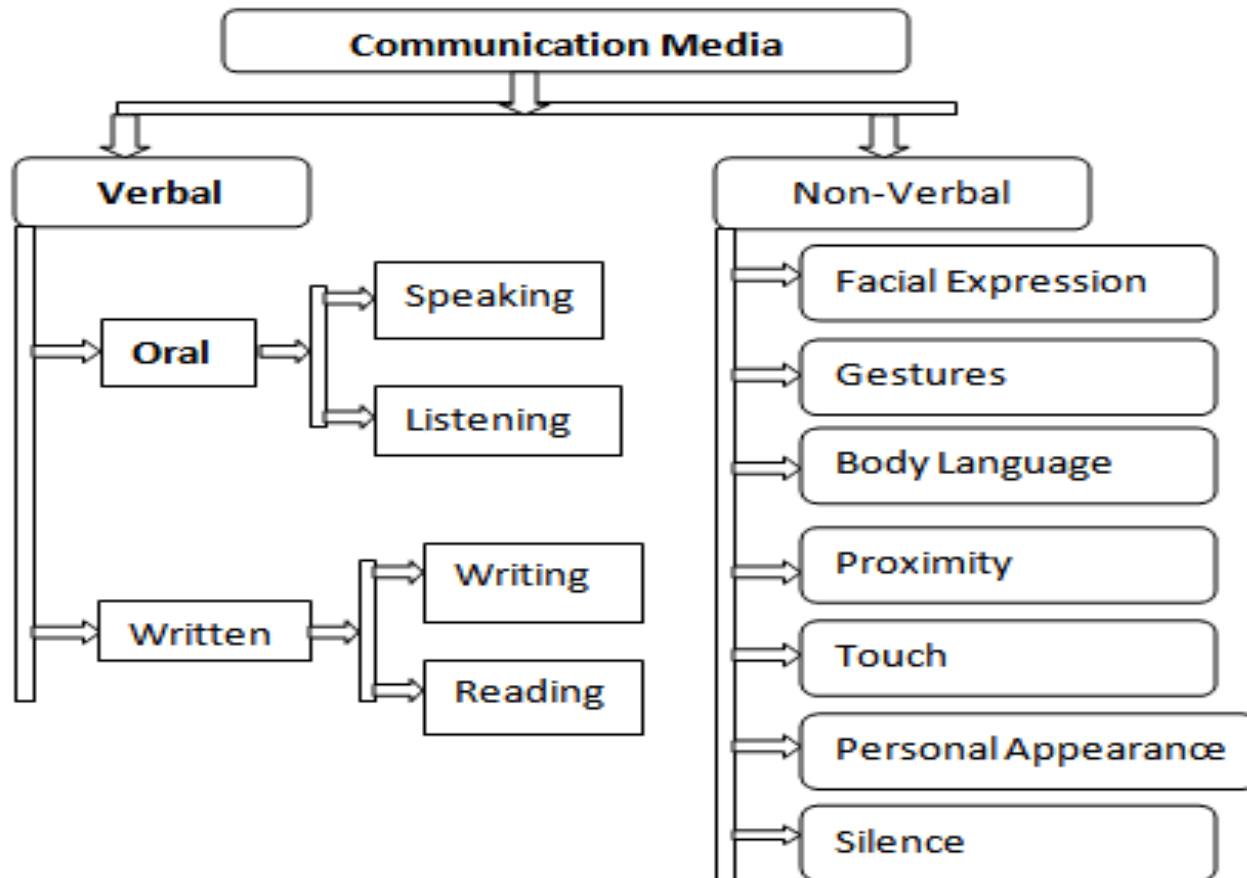 Communication Media
Verbal
Non-Verbal
Oral
Speaking
Listening
Written
Writing
Reading
Facial Expression
Gestures
Body Language
Proximity
Touch
Personal Appearance
Silence